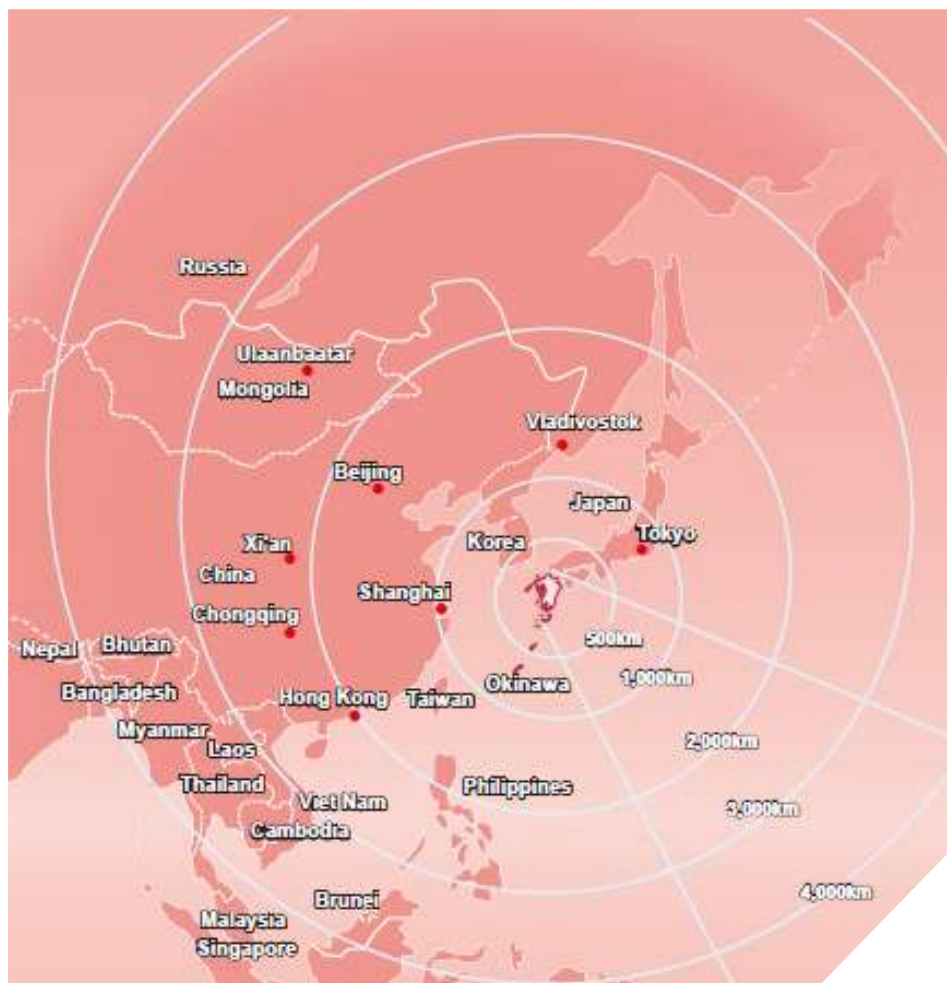 Russia
Ulaanbaatar
Mongolia
Vladivostok
Beijing
Japan
Tokyo
Korea
Xi'an
China
Shanghai
Chongqing
500km
Nepal
Bhutan
1,000km
Okinawa
Bangladesh
Hong Kong
Taiwan
Myanmar
2,000km
Laos
Thailand
Philippines
Viet Nam
3,000km
Cambodia
4,000km
Brunei
Malaysia
Singapore